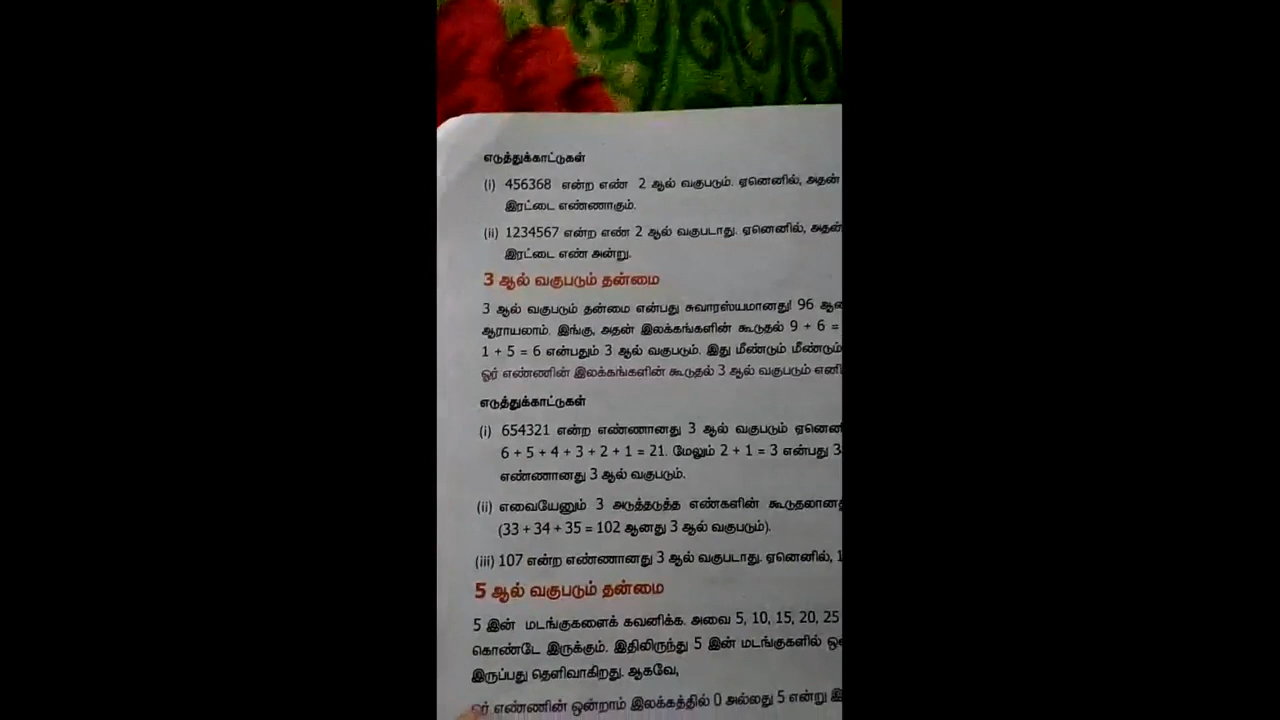 எடுத்துக்காட்டுகள்
(i) 456368 என்ற எண் 2 ஆல் வகுபடும். ஏனெனில், அதன்
இரட்டை எண்ணாகும்.
(ii) 1234567 என்ற எண் 2 ஆல் வகுபடாது. ஏனெனில், அதன்
இரட்டை எண் அன்று.
3 ஆல் வகுபடும் தன்மை
3 ஆல் வகுபடும் தன்மை என்பது சுவாரஸ்யமானது! 96
ஆராயலாம். இங்கு, அதன் இலக்கங்களின் கூடுதல் 9 + 6 =
1 + 5 = 6 என்பதும் 3 ஆல் வகுபடும். இது மீண்டும் மீண்டும்
ஓர் எண்ணின் இலக்கங்களின் கூடுதல் 3 ஆல் வகுபடும்
எடுத்துக்காட்டுகள்
(i) 654321 என்ற எண்ணானது 3 ஆல் வகுபடும்
6 + 5 + 4 + 3 + 2 + 1 = 21. மேலும் 2 + 1 = 3 என்பது 3
எண்ணானது 3 ஆல் வகுபடும்.
(ii) எவையேனும் 3 அடுத்தடுத்த எண்களின்
(33 + 34 + 35 = 102 ஆனது 3 ஆல் வகுபடும்).
(iii) 107 என்ற எண்ணானது 3 ஆல் வகுபடாது. ஏனெனில்,
5 ஆல் வகுபடும் தன்மை
5 இன் மடங்குகளைக் கவனிக்க. அவை 5, 10, 15, 20, 25
கொண்டே இருக்கும். இதிலிருந்து 5 இன் மடங்குகளில்
இருப்பது தெளிவாகிறது. ஆகவே,
ஓர் எண்ணின் ஒன்றாம் இலக்கத்தில் 0 அல்லது 5 என்று